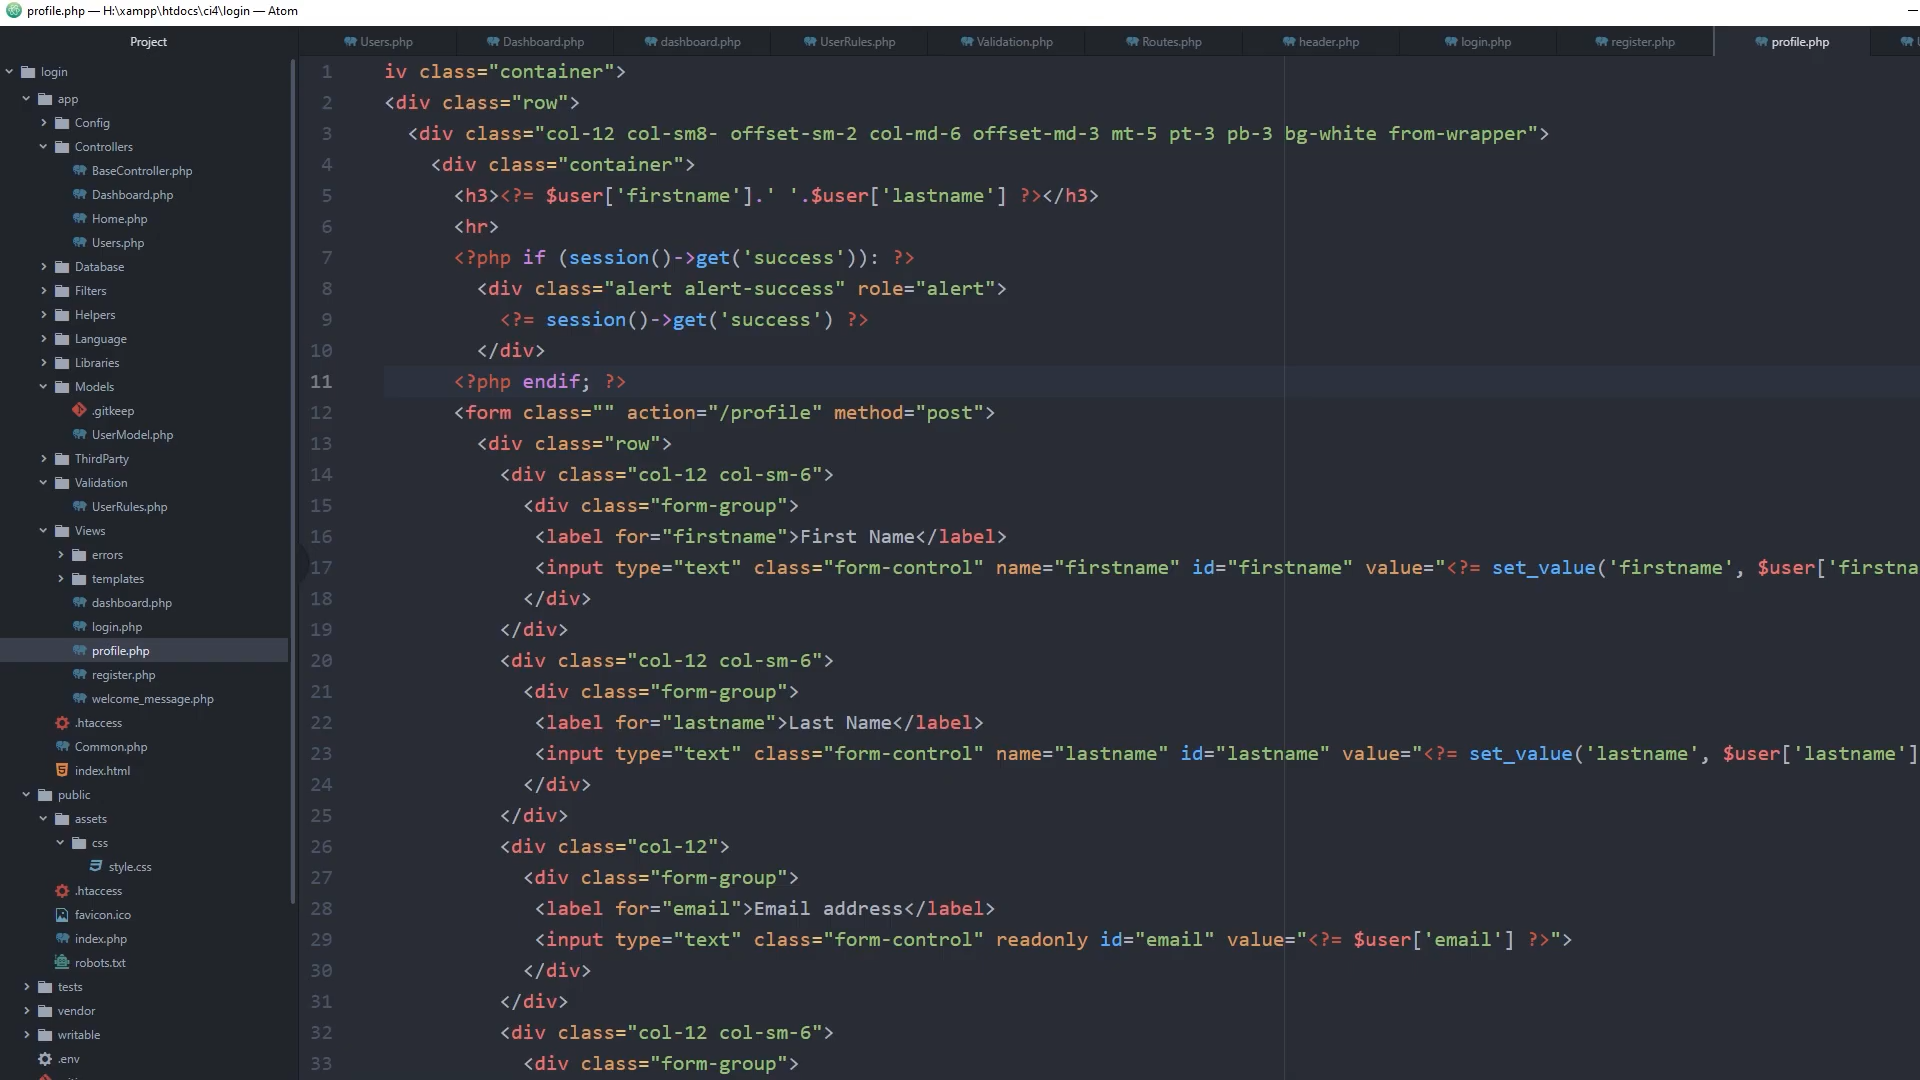 profile.php — H:\xampp\htdocs\ci4\login — Atom
Project
login
app
Config
Controllers
BaseController.php
Dashboard.php
Home.php
Users.php
Database
Filters
Helpers
Language
Libraries
Models
.gitkeep
UserModel.php
ThirdParty
Validation
UserRules.php
Views
errors
templates
dashboard.php
login.php
profile.php
register.php
welcome_message.php
.htaccess
Common.php
index.html
public
assets
css
style.css
.htaccess
favicon.ico
index.php
robots.txt
tests
vendor
writable
.env
Users.php Dashboard.php dashboard.php UserRules.php Validation.php Routes.php header.php login.php register.php profile.php
1 iv class="container">
2 <div class="row">
3 <div class="col-12 col-sm8- offset-sm-2 col-md-6 offset-md-3 mt-5 pt-3 pb-3 bg-white from-wrapper">
4 <div class="container">
5 <h3><?= $user['firstname'].' '.$user['lastname'] ?></h3>
6 <hr>
7 <?php if (session()->get('success')): ?>
8 <div class="alert alert-success" role="alert">
9 <?= session()->get('success') ?>
10 </div>
11 <?php endif; ?>
12 <form class="" action="/profile" method="post">
13 <div class="row">
14 <div class="col-12 col-sm-6">
15 <div class="form-group">
16 <label for="firstname">First Name</label>
17 <input type="text" class="form-control" name="firstname" id="firstname" value="<?= set_value('firstname', $user['firstna
18 </div>
19 </div>
20 <div class="col-12 col-sm-6">
21 <div class="form-group">
22 <label for="lastname">Last Name</label>
23 <input type="text" class="form-control" name="lastname" id="lastname" value="<?= set_value('lastname', $user['lastname']
24 </div>
25 </div>
26 <div class="col-12">
27 <div class="form-group">
28 <label for="email">Email address</label>
29 <input type="text" class="form-control" readonly id="email" value="<?= $user['email'] ?>">
30 </div>
31 </div>
32 <div class="col-12 col-sm-6">
33 <div class="form-group">